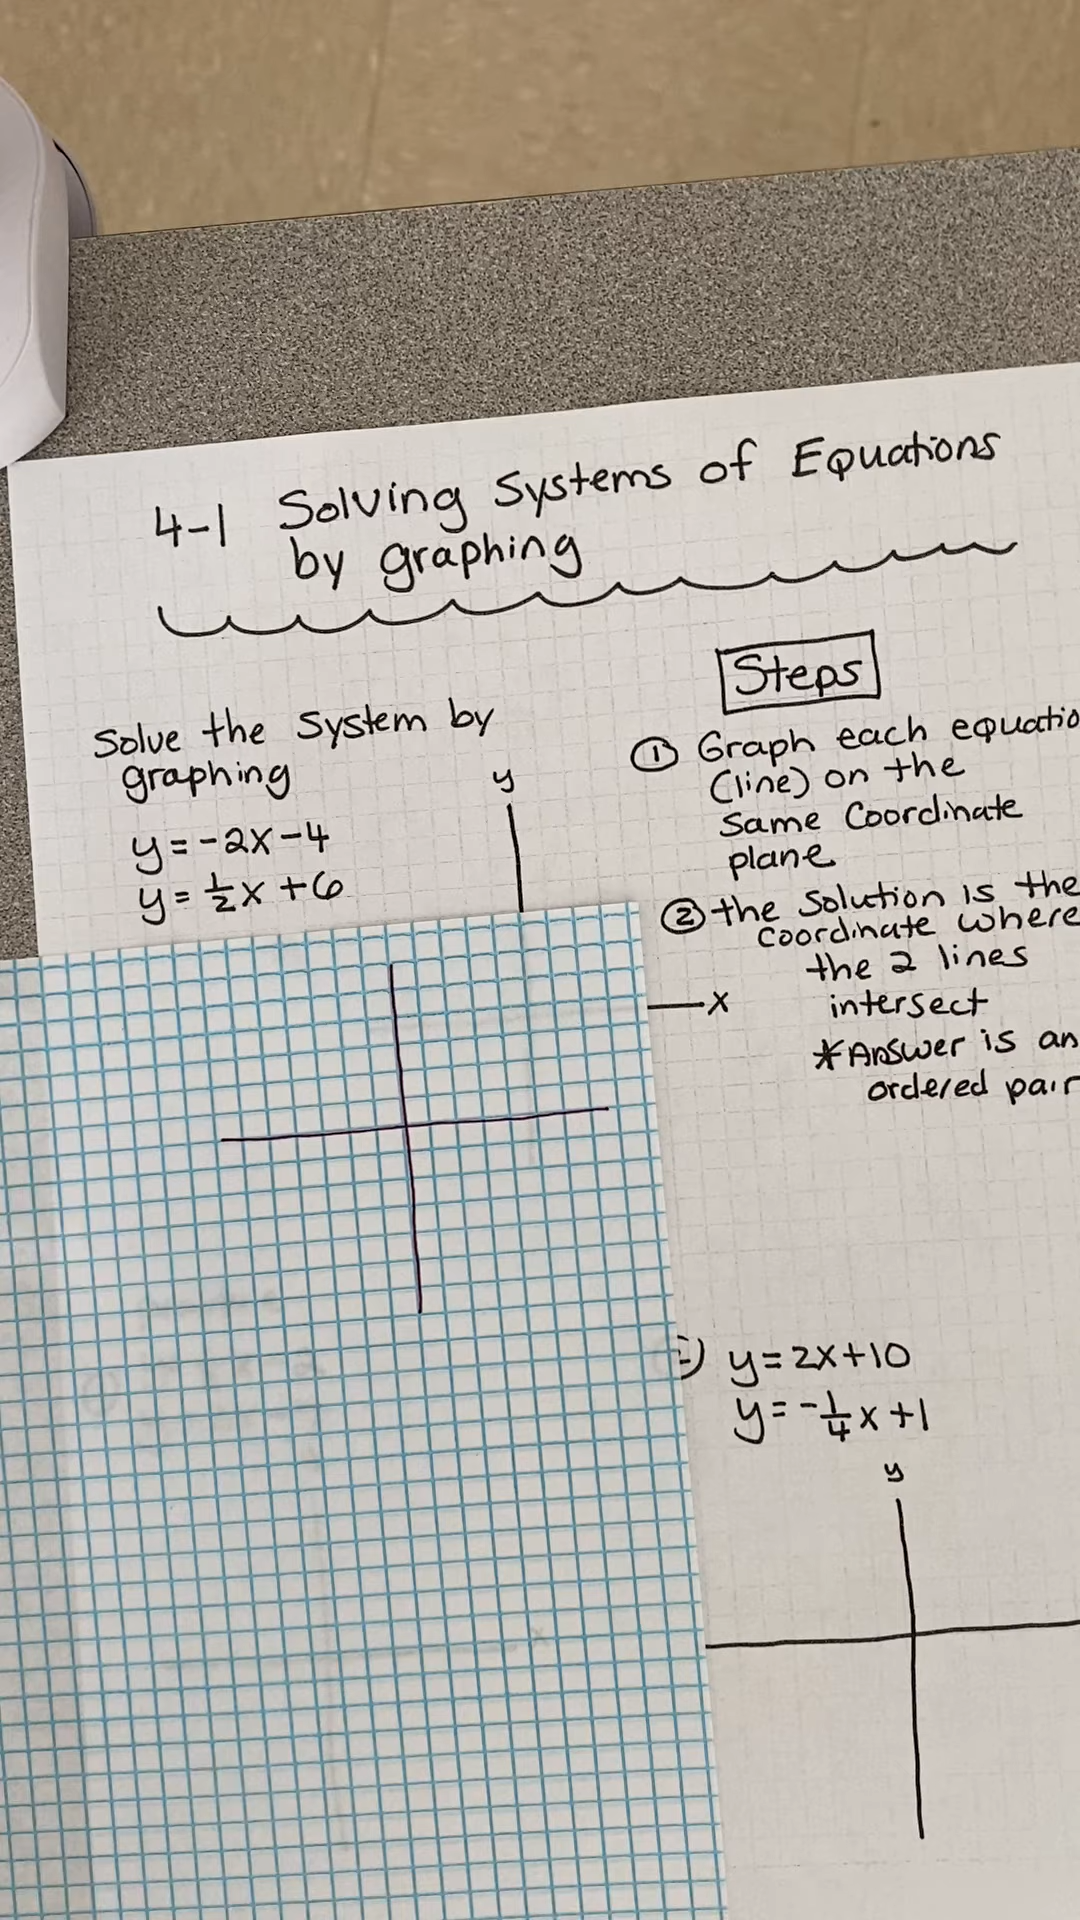 4-1 Solving Systems of Equations
by graphing
Solve the System by
graphing
y = -2x - 4
y = 1/2 x + 6
y
x
Steps
① Graph each equatio
(line) on the
Same Coordinate
plane
② the Solution is the
Coordinate where
the 2 lines
intersect
*Answer is an
ordered pair
) y = 2x + 10
y = -1/4 x + 1
y